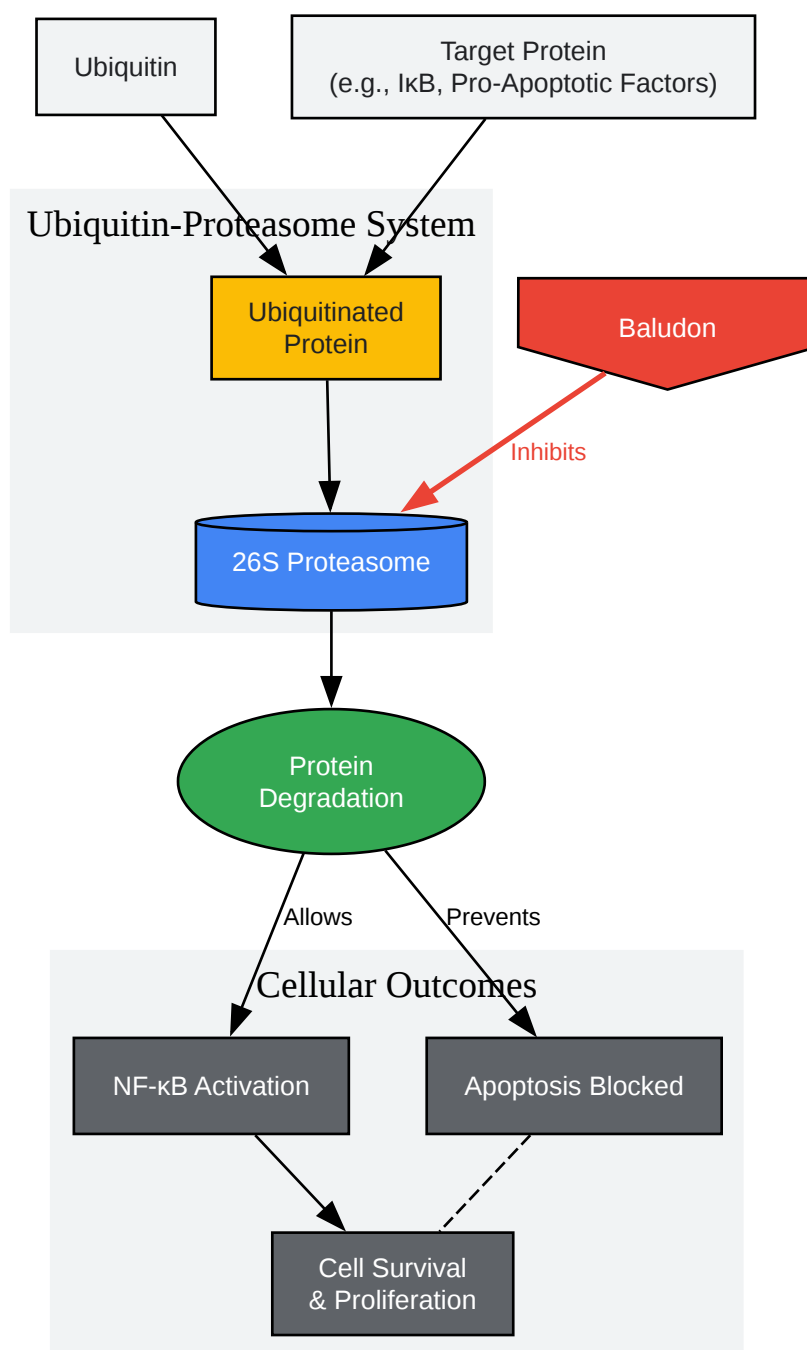 Ubiquitin
Target Protein
(e.g., IκB, Pro-Apoptotic Factors)
Ubiquitin-Proteasome System
Ubiquitinated
Protein
Baludon
Inhibits
26S Proteasome
Protein
Degradation
Allows
Prevents
Cellular Outcomes
NF-κB Activation
Apoptosis Blocked
Cell Survival
& Proliferation